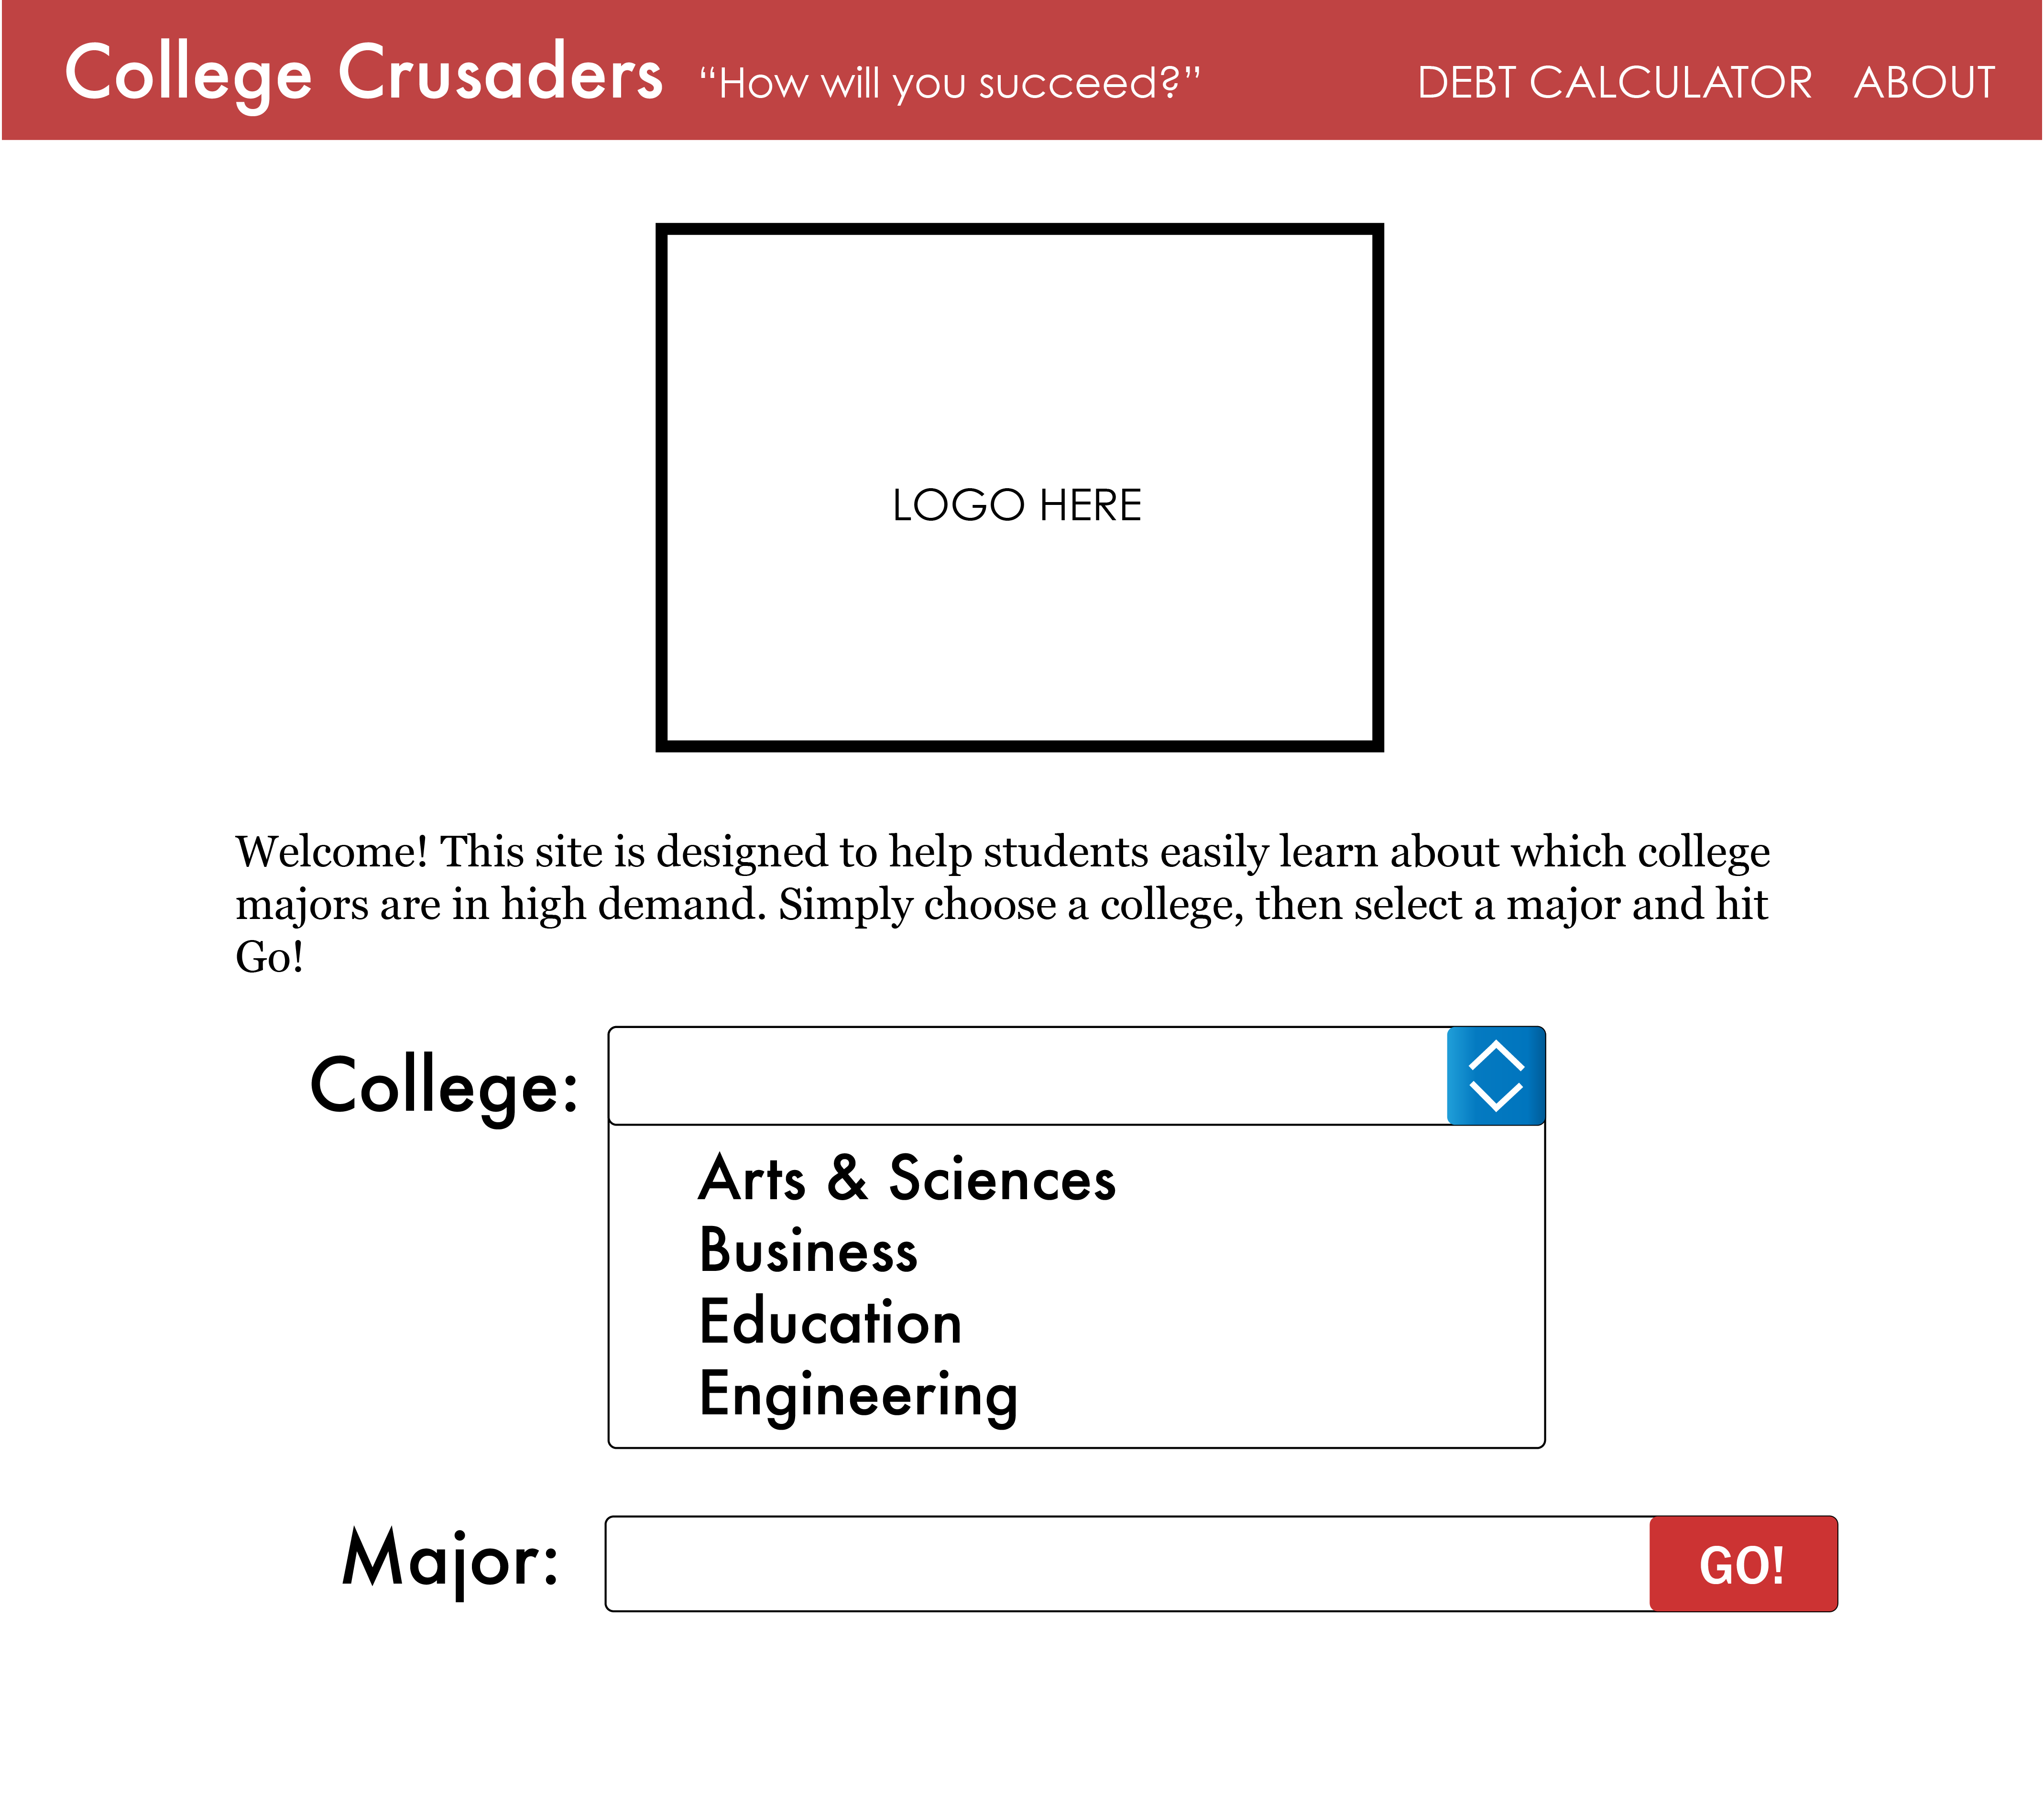 College Crusaders “How will you succeed?” DEBT CALCULATOR ABOUT
LOGO HERE
Welcome! This site is designed to help students easily learn about which college
majors are in high demand. Simply choose a college, then select a major and hit
Go!
College:
Arts & Sciences
Business
Education
Engineering
Major:
GO!